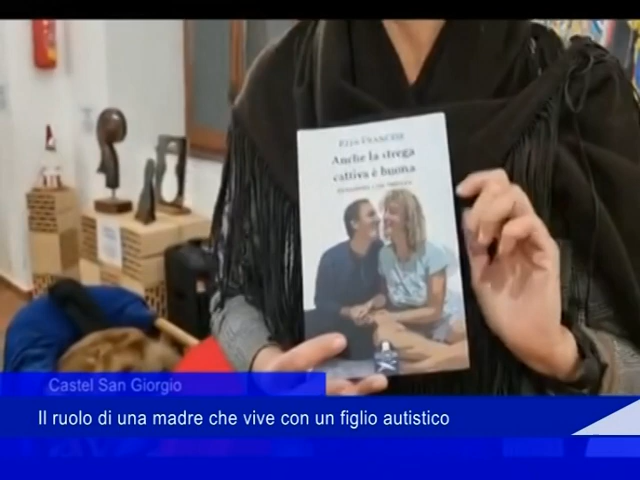 Anche la strega
cattiva è buona
Castel San Giorgio
Il ruolo di una madre che vive con un figlio autistico